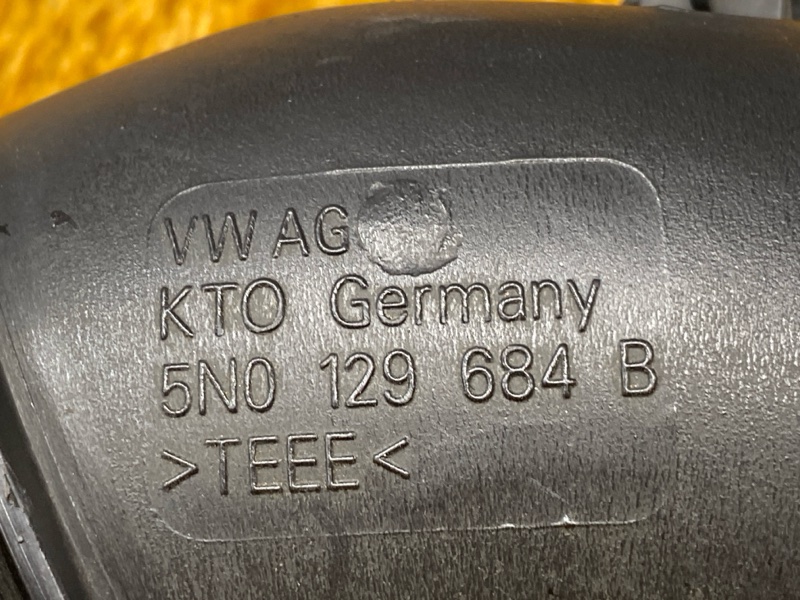 VW AG
KTO Germany
5N0 129 684 B
>TEEE<